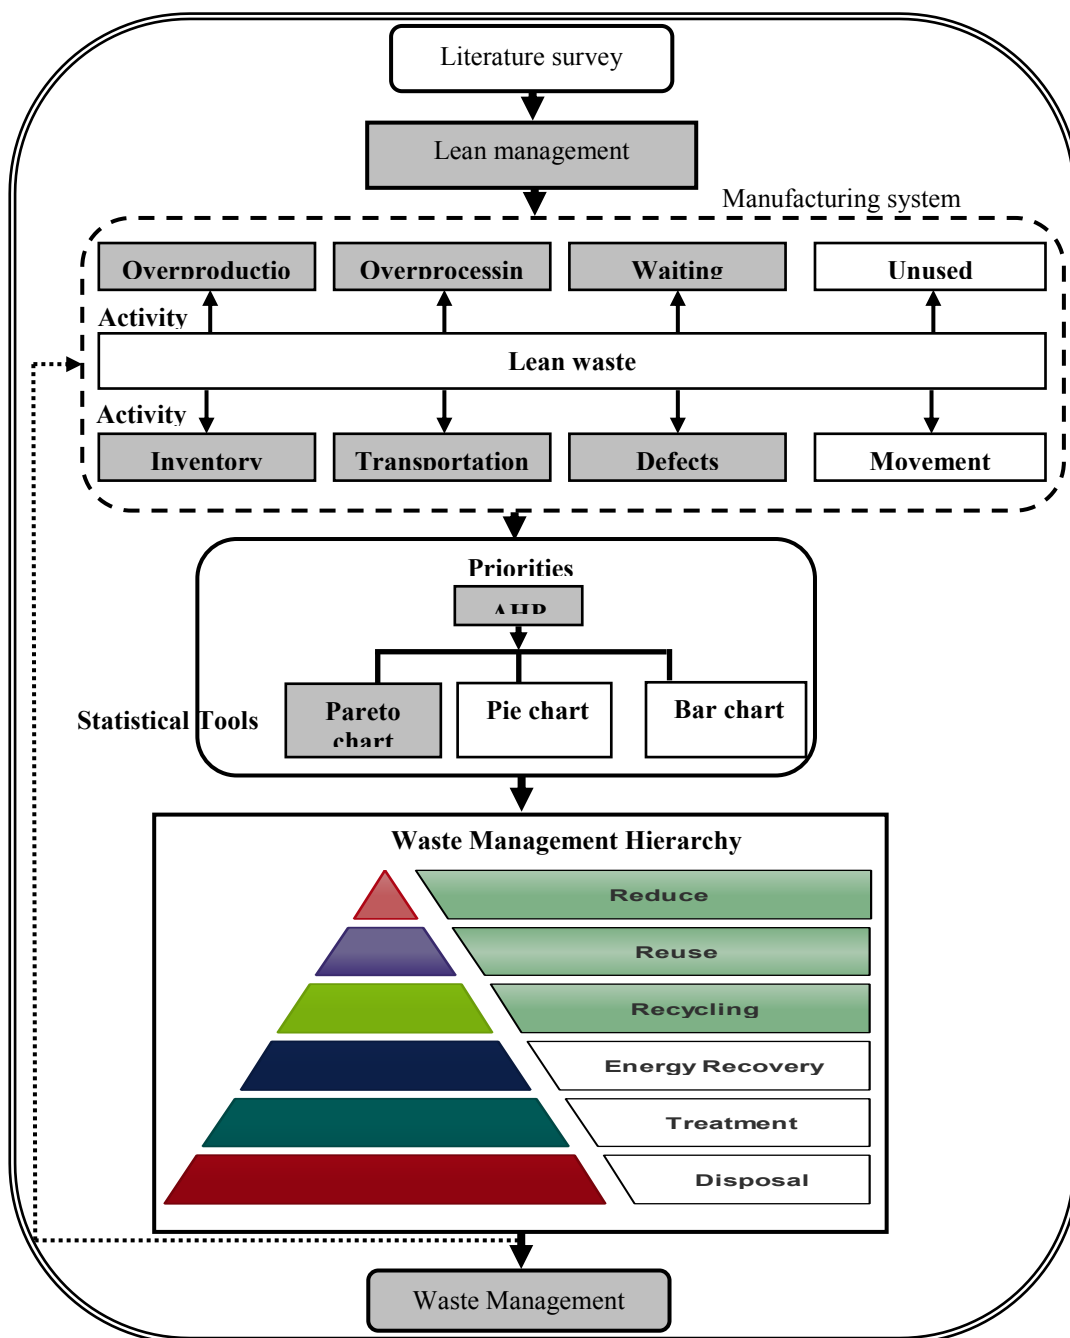 Literature survey
Lean management
Manufacturing system
Overproductio
Overprocessin
Waiting
Unused
Activity
Lean waste
Activity
Inventory
Transportation
Defects
Movement
Priorities
AHP
Statistical Tools
Pareto
chart
Pie chart
Bar chart
Waste Management Hierarchy
Reduce
Reuse
Recycling
Energy Recovery
Treatment
Disposal
Waste Management